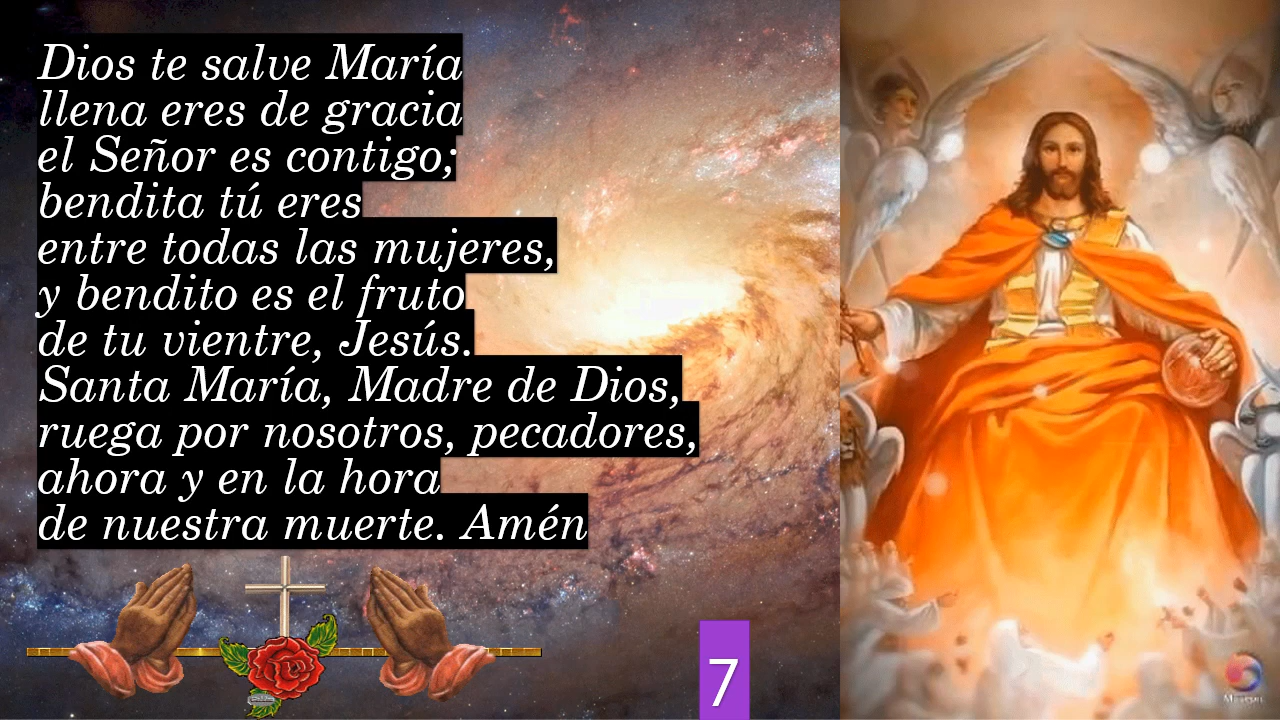 Dios te salve María
llena eres de gracia
el Señor es contigo;
bendita tú eres
entre todas las mujeres,
y bendito es el fruto
de tu vientre, Jesús.
Santa María, Madre de Dios,
ruega por nosotros, pecadores,
ahora y en la hora
de nuestra muerte. Amén
7